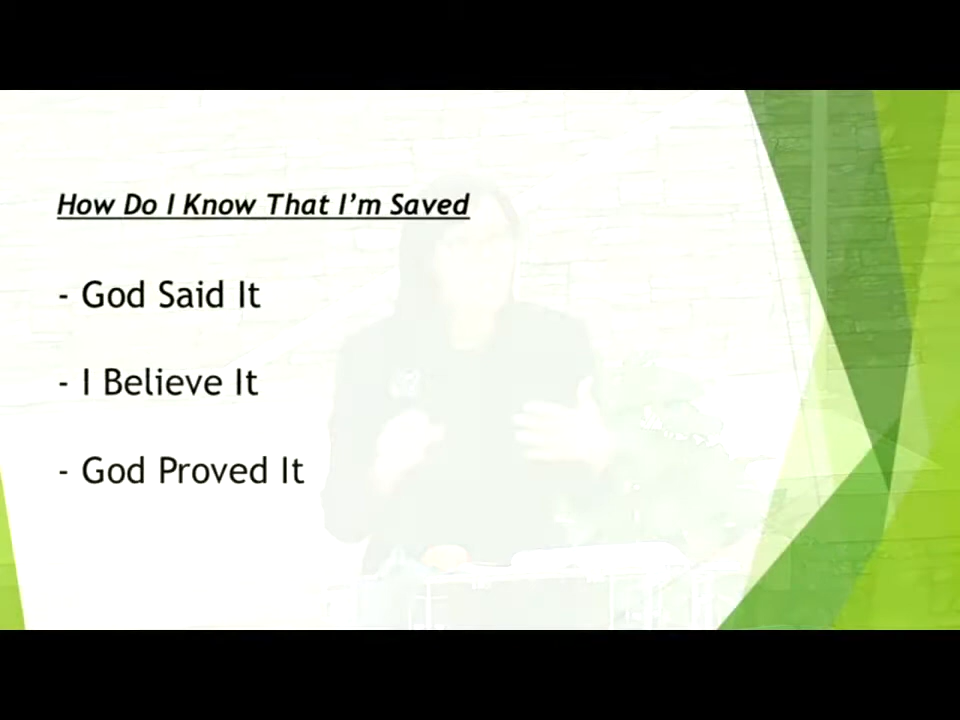 How Do I Know That I'm Saved
- God Said It
- I Believe It
- God Proved It